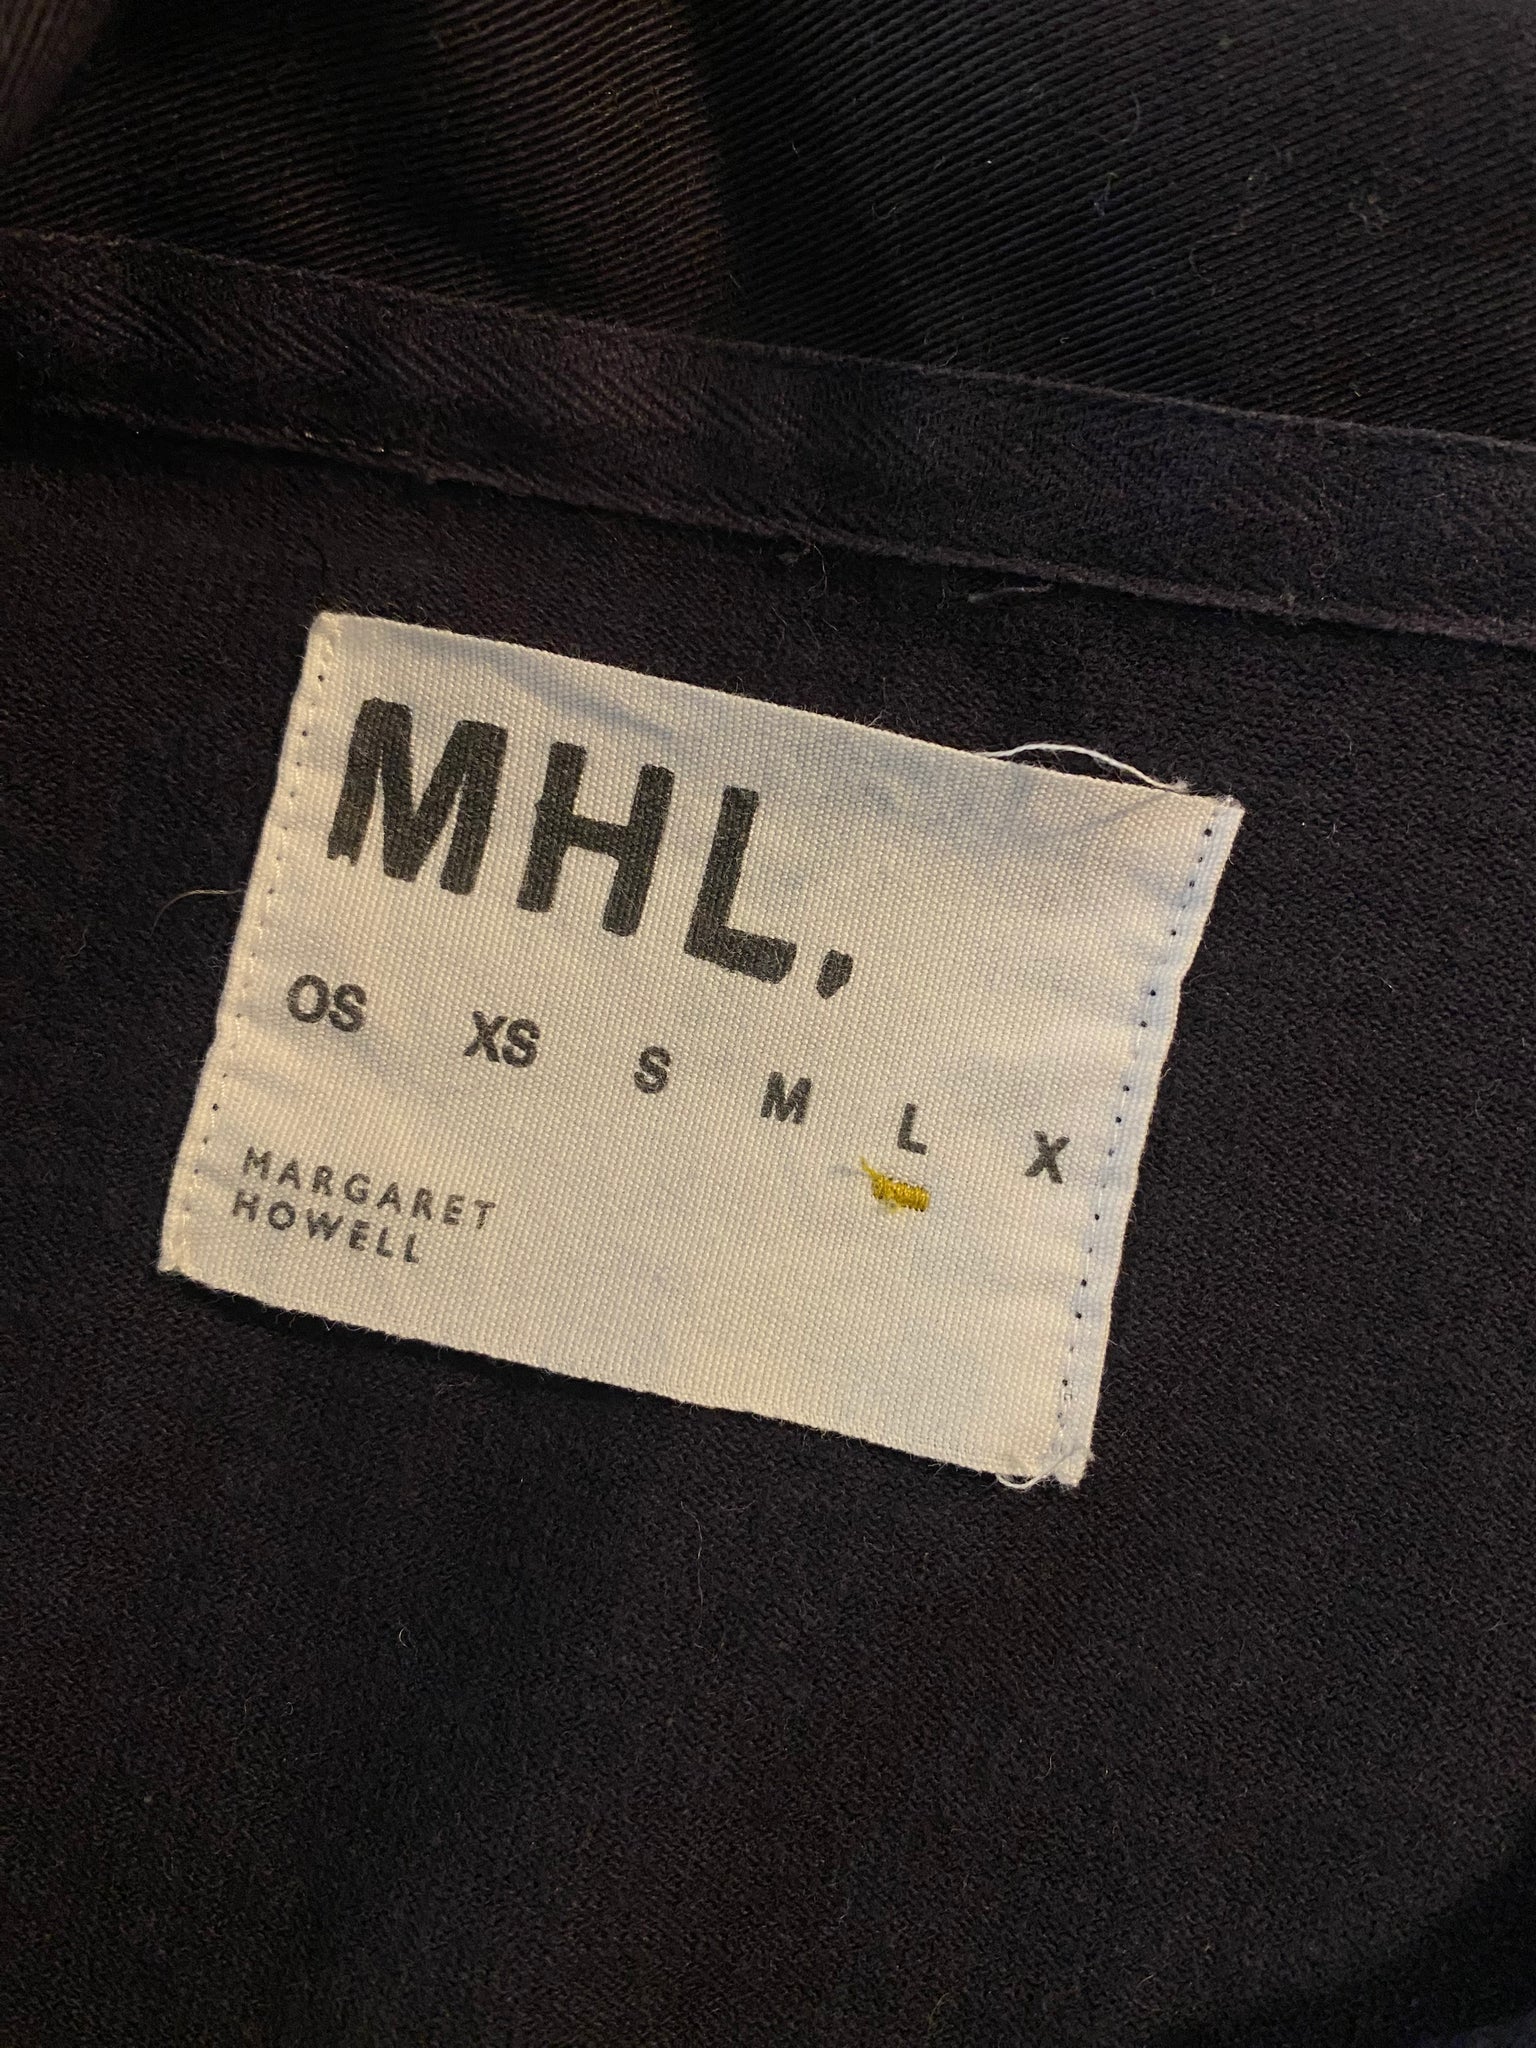 MHL.
OS XS S M L X
MARGARET
HOWELL